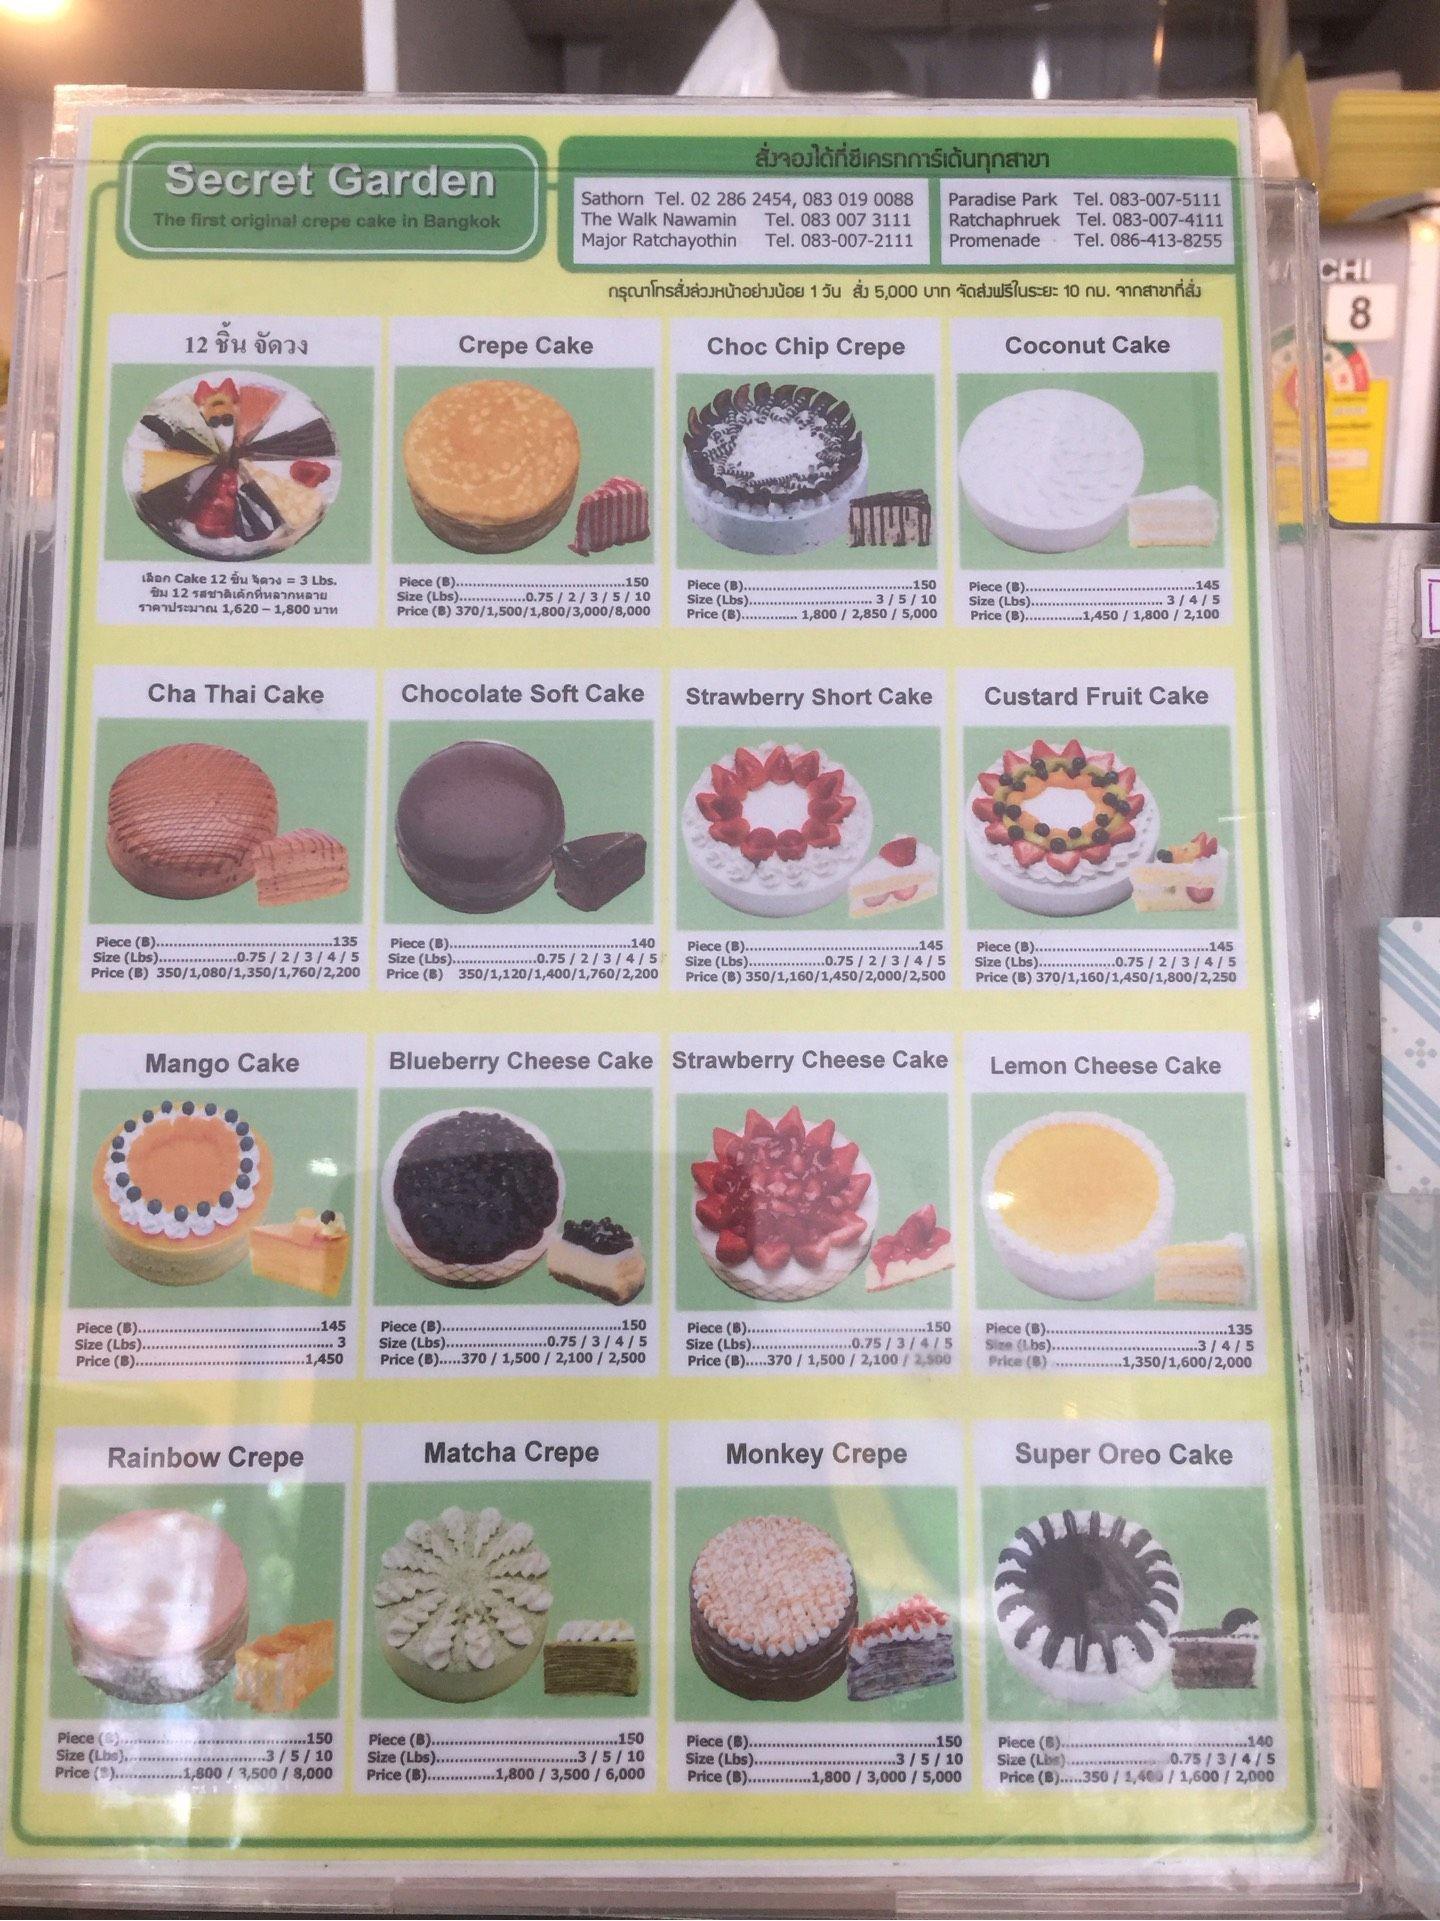 Secret Garden
The first original crepe cake in Bangkok
สั่งจองได้ที่ซีเครทการ์เด้นทุกสาขา
Sathorn Tel. 02 286 2454, 083 019 0088
The Walk Nawamin Tel. 083 007 3111
Major Ratchayothin Tel. 083-007-2111
Paradise Park Tel. 083-007-5111
Ratchaphruek Tel. 083-007-4111
Promenade Tel. 086-413-8255
กรุณาโทรสั่งล่วงหน้าอย่างน้อย 1 วัน สั่ง 5,000 บาท จัดส่งฟรีในระยะ 10 กม. จากสาขาที่สั่ง
CHI
8
12 ชิ้น จัดวง
เลือก Cake 12 ชิ้น จัดวง = 3 Lbs.
ชิม 12 รสชาติเค้กที่หลากหลาย
ราคาประมาณ 1,620 – 1,800 บาท
Crepe Cake
Piece (฿)...........150
Size (Lbs)...........0.75 / 2 / 3 / 5 / 10
Price (฿) 370/1,500/1,800/3,000/8,000
Choc Chip Crepe
Piece (฿)...........150
Size (Lbs)...........3 / 5 / 10
Price (฿)........... 1,800 / 2,850 / 5,000
Coconut Cake
Piece (฿)...........145
Size (Lbs)........... 3 / 4 / 5
Price (฿)...........1,450 / 1,800 / 2,100
Cha Thai Cake
Piece (฿)...........135
Size (Lbs)...........0.75 / 2 / 3 / 4 / 5
Price (฿) 350/1,080/1,350/1,760/2,200
Chocolate Soft Cake
Piece (฿)...........140
Size (Lbs)...........0.75 / 2 / 3 / 4 / 5
Price (฿) 350/1,120/1,400/1,760/2,200
Strawberry Short Cake
Piece (฿)...........145
Size (Lbs)...........0.75 / 2 / 3 / 4 / 5
Price (฿) 350/1,160/1,450/2,000/2,500
Custard Fruit Cake
Piece (฿)...........145
Size (Lbs)...........0.75 / 2 / 3 / 4 / 5
Price (฿) 370/1,160/1,450/1,800/2,250
Mango Cake
Piece (฿)...........145
Size (Lbs)........... 3
Price (฿)...........1,450
Blueberry Cheese Cake
Piece (฿)...........150
Size (Lbs)...........0.75 / 3 / 4 / 5
Price (฿).....370 / 1,500 / 2,100 / 2,500
Strawberry Cheese Cake
Piece (฿)...........150
Size (Lbs)...........0.75 / 3 / 4 / 5
Price (฿)....370 / 1,500 / 2,100 / 2,500
Lemon Cheese Cake
Piece (฿)...........135
Size (Lbs)...........3 / 4 / 5
Price (฿) ...........1,350/1,600/2,000
Rainbow Crepe
Piece (฿)...........150
Size (Lbs)...........3 / 5 / 10
Price (฿)...........1,800 / 3,500 / 8,000
Matcha Crepe
Piece (฿)...........150
Size (Lbs)...........3 / 5 / 10
Price (฿)...........1,800 / 3,500 / 6,000
Monkey Crepe
Piece (฿)...........150
Size (Lbs)...........3 / 5 / 10
Price (฿)...........1,800 / 3,000 / 5,000
Super Oreo Cake
Piece (฿)...........140
Size (Lbs)...........0.75 / 3 / 4 / 5
Price (฿).....350 / 1,400 / 1,600 / 2,000